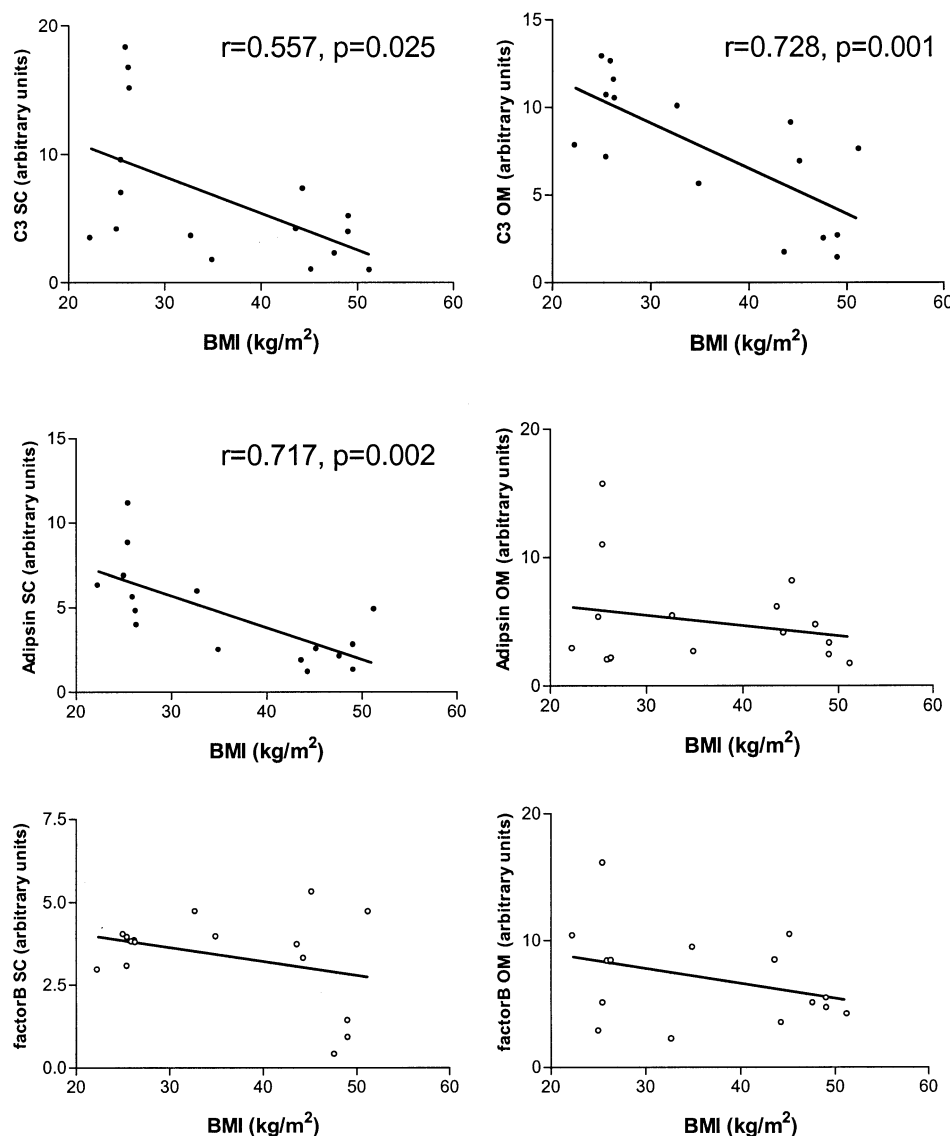 r=0.557, p=0.025
C3 SC (arbitrary units)
20
10
0
20 30 40 50 60
BMI (kg/m²)
r=0.728, p=0.001
C3 OM (arbitrary units)
15
10
5
0
20 30 40 50 60
BMI (kg/m²)
r=0.717, p=0.002
Adipsin SC (arbitrary units)
15
10
5
0
20 30 40 50 60
BMI (kg/m²)
Adipsin OM (arbitrary units)
20
10
0
20 30 40 50 60
BMI (kg/m²)
factorB SC (arbitrary units)
7.5
5.0
2.5
0.0
20 30 40 50 60
BMI (kg/m²)
factorB OM (arbitrary units)
20
10
0
20 30 40 50 60
BMI (kg/m²)